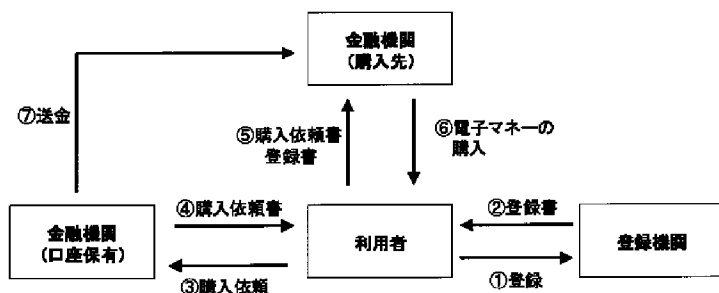 金融機関
(購入先)
⑦送金
⑤購入依頼書
登録書
⑥電子マネーの
購入
④購入依頼書
②登録書
金融機関
(口座保有)
利用者
登録機関
③購入依頼
①登録